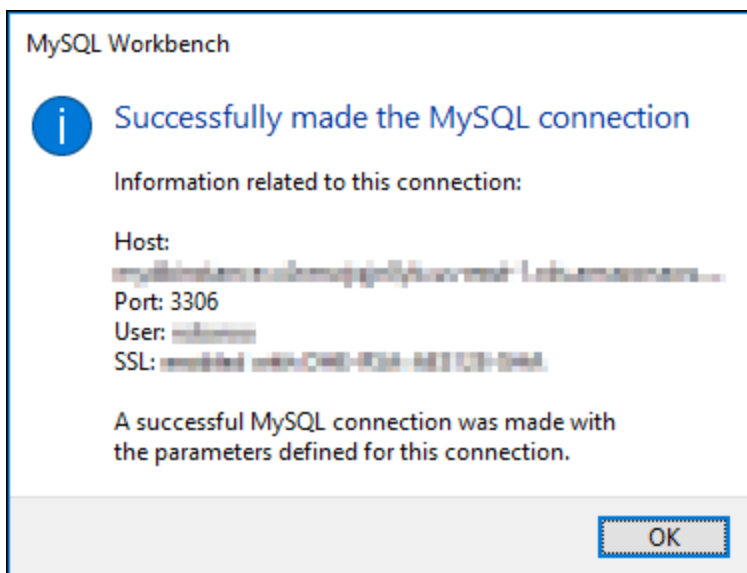 MySQL Workbench
Successfully made the MySQL connection
Information related to this connection:
Host:
Port: 3306
User:
SSL:
A successful MySQL connection was made with
the parameters defined for this connection.
OK